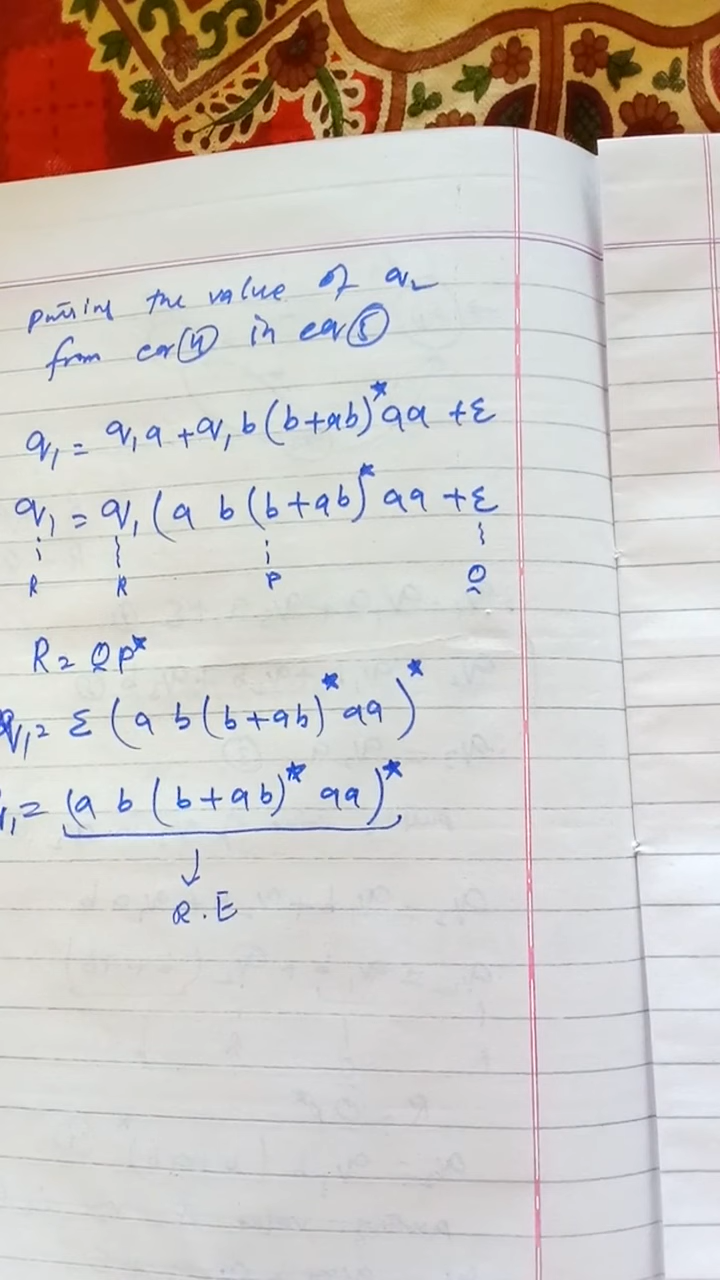 putting the value of q₂
from eq(4) in eq(5)
q₁ = q₁a + q₁b(b+ab)*aa + ε
q₁ = q₁(a b(b+ab)*aa + ε
R R P Q
R = QP*
q₁ = ε(a b(b+ab)*aa)*
q₁ = (a b(b+ab)* aa)*
↓
R.E